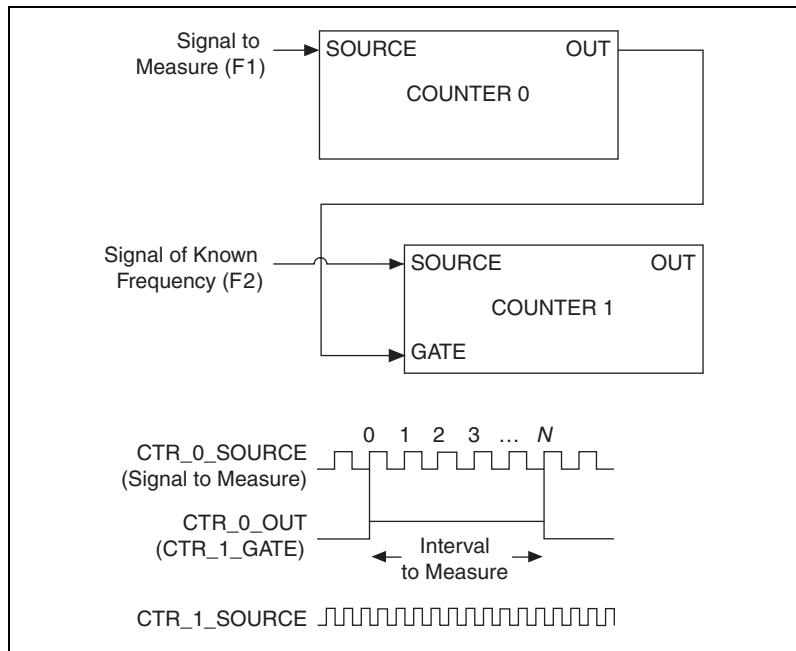 Signal to
Measure (F1)
SOURCE OUT
COUNTER 0
Signal of Known
Frequency (F2)
SOURCE OUT
COUNTER 1
GATE
0 1 2 3 … N
CTR_0_SOURCE
(Signal to Measure)
CTR_0_OUT
(CTR_1_GATE)
Interval
to Measure
CTR_1_SOURCE